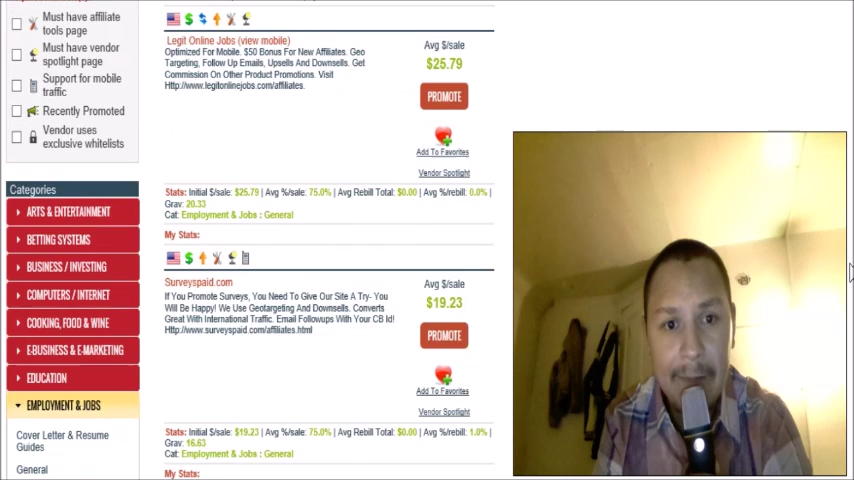 Must have affiliate
tools page
Must have vendor
spotlight page
Support for mobile
traffic
Recently Promoted
Vendor uses
exclusive whitelists
Categories
ARTS & ENTERTAINMENT
BETTING SYSTEMS
BUSINESS / INVESTING
COMPUTERS / INTERNET
COOKING, FOOD & WINE
E-BUSINESS & E-MARKETING
EDUCATION
EMPLOYMENT & JOBS
Cover Letter & Resume
Guides
General
Legit Online Jobs (view mobile)
Optimized For Mobile. $50 Bonus For New Affiliates. Geo
Targeting, Follow Up Emails, Upsells And Downsells. Get
Commission On Other Product Promotions. Visit
Http://www.legitonlinejobs.com/affiliates.
Avg $/sale
$25.79
PROMOTE
Add To Favorites
Vendor Spotlight
Stats: Initial $/sale: $25.79 | Avg %/sale: 75.0% | Avg Rebill Total: $0.00 | Avg %/rebill: 0.0% |
Grav: 20.33
Cat: Employment & Jobs : General
My Stats:
Surveyspaid.com
If You Promote Surveys, You Need To Give Our Site A Try- You
Will Be Happy! We Use Geotargeting And Downsells. Converts
Great With International Traffic. Email Followups With Your CB Id!
Http://www.surveyspaid.com/affiliates.html
Avg $/sale
$19.23
PROMOTE
Add To Favorites
Vendor Spotlight
Stats: Initial $/sale: $19.23 | Avg %/sale: 75.0% | Avg Rebill Total: $0.00 | Avg %/rebill: 1.0% |
Grav: 16.63
Cat: Employment & Jobs : General
My Stats: